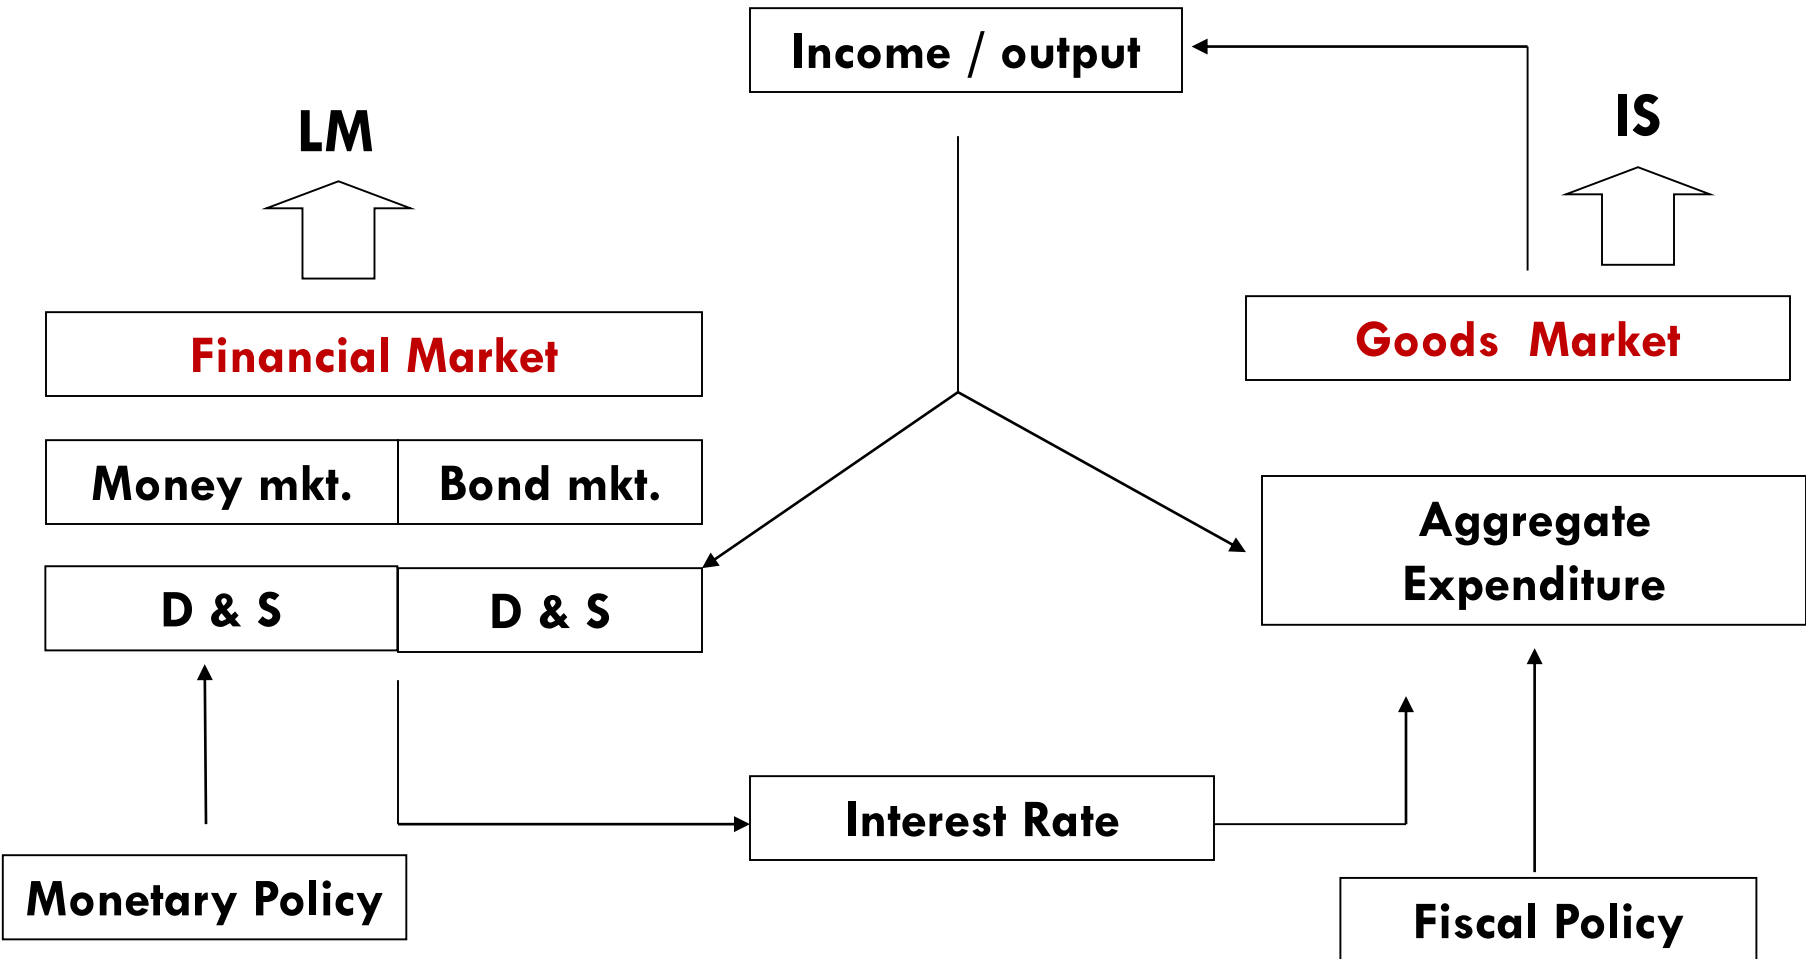 Income / output
LM
IS
Financial Market
Goods Market
Money mkt.
Bond mkt.
Aggregate
Expenditure
D & S
D & S
Interest Rate
Monetary Policy
Fiscal Policy